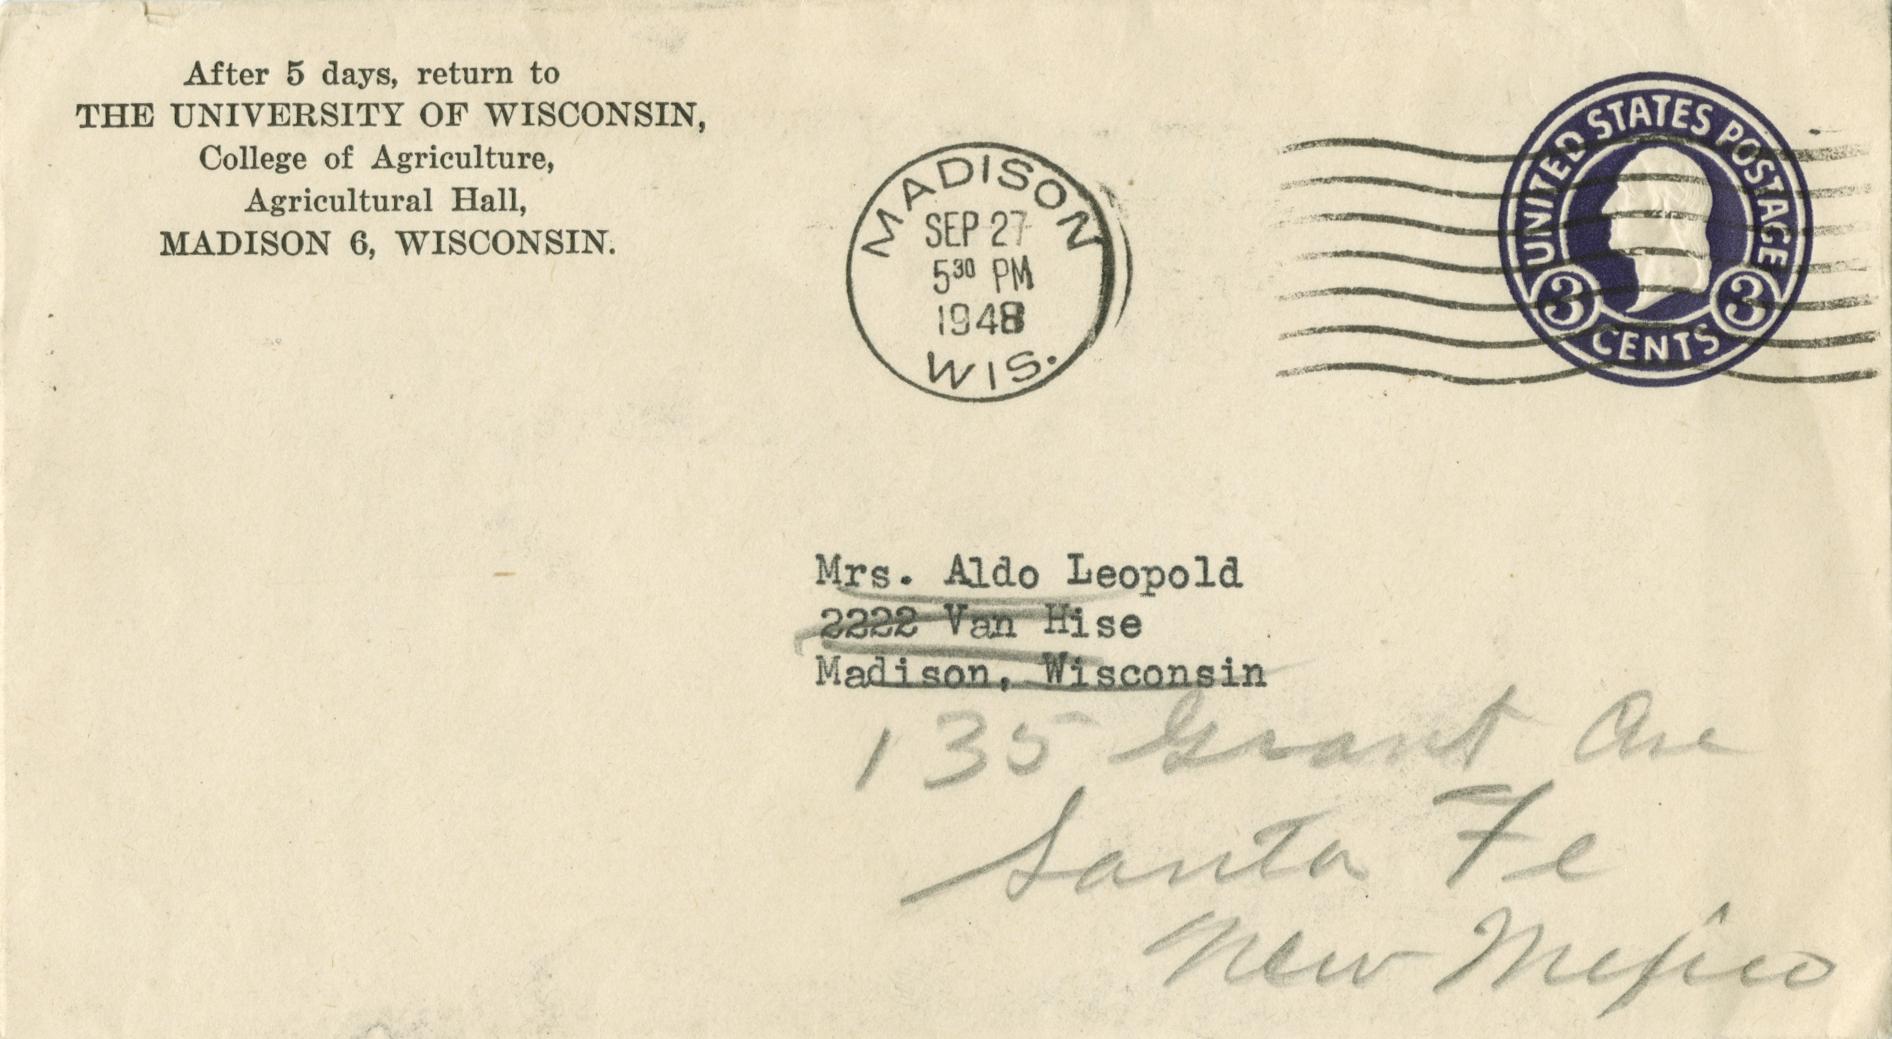 After 5 days, return to
THE UNIVERSITY OF WISCONSIN,
College of Agriculture,
Agricultural Hall,
MADISON 6, WISCONSIN.
MADISON
SEP 27
5 30 PM
1948
WIS.
UNITED STATES POSTAGE
3 3
CENTS
Mrs. Aldo Leopold
2222 Van Hise
Madison, Wisconsin
135 Grant Ave
Santa Fe
New Mexico